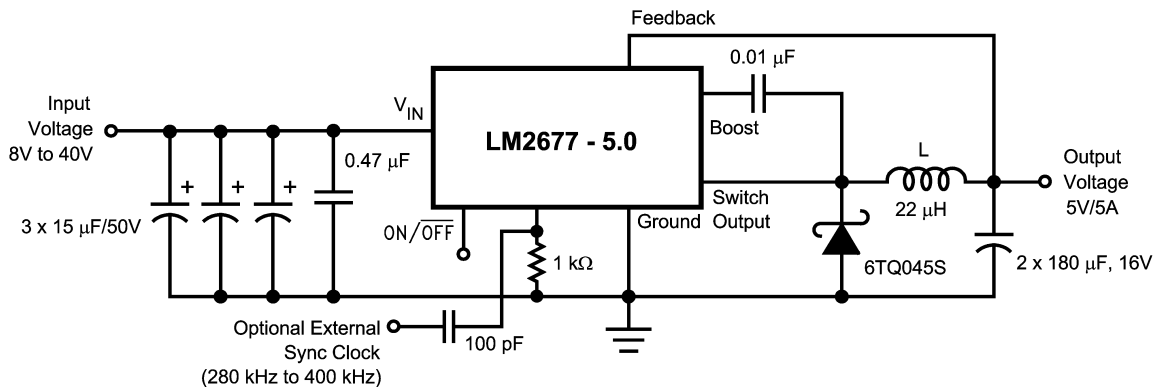 Feedback
0.01 µF
Input
Voltage
8V to 40V
VIN
0.47 µF
LM2677 - 5.0
Boost
L
Output
Voltage
5V/5A
3 x 15 µF/50V
ON/OFF
Ground
Switch
Output
22 µH
1 kΩ
6TQ045S
2 x 180 µF, 16V
Optional External
Sync Clock
(280 kHz to 400 kHz)
100 pF
+
+
+